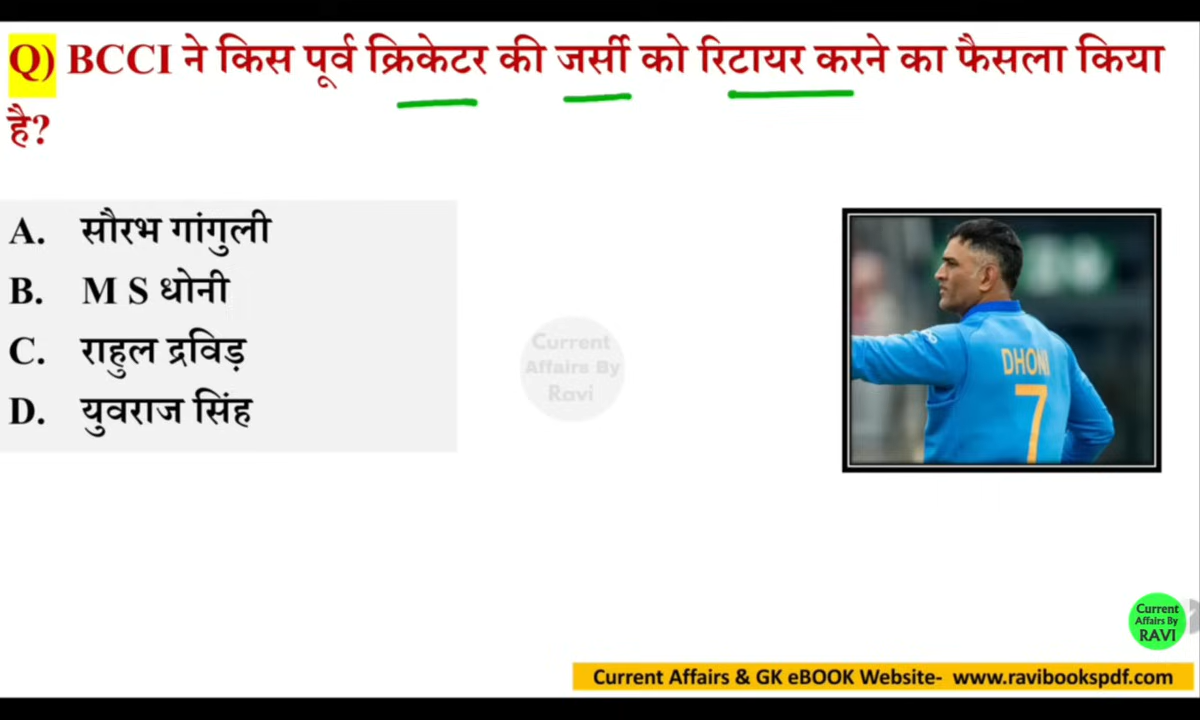 Q) BCCI ने किस पूर्व क्रिकेटर की जर्सी को रिटायर करने का फैसला किया
है?
A. सौरभ गांगुली
B. M S धोनी
C. राहुल द्रविड़
D. युवराज सिंह
DHONI
7
Current
Affairs By
Ravi
Current
Affairs By
RAVI
Current Affairs & GK eBOOK Website- www.ravibookspdf.com